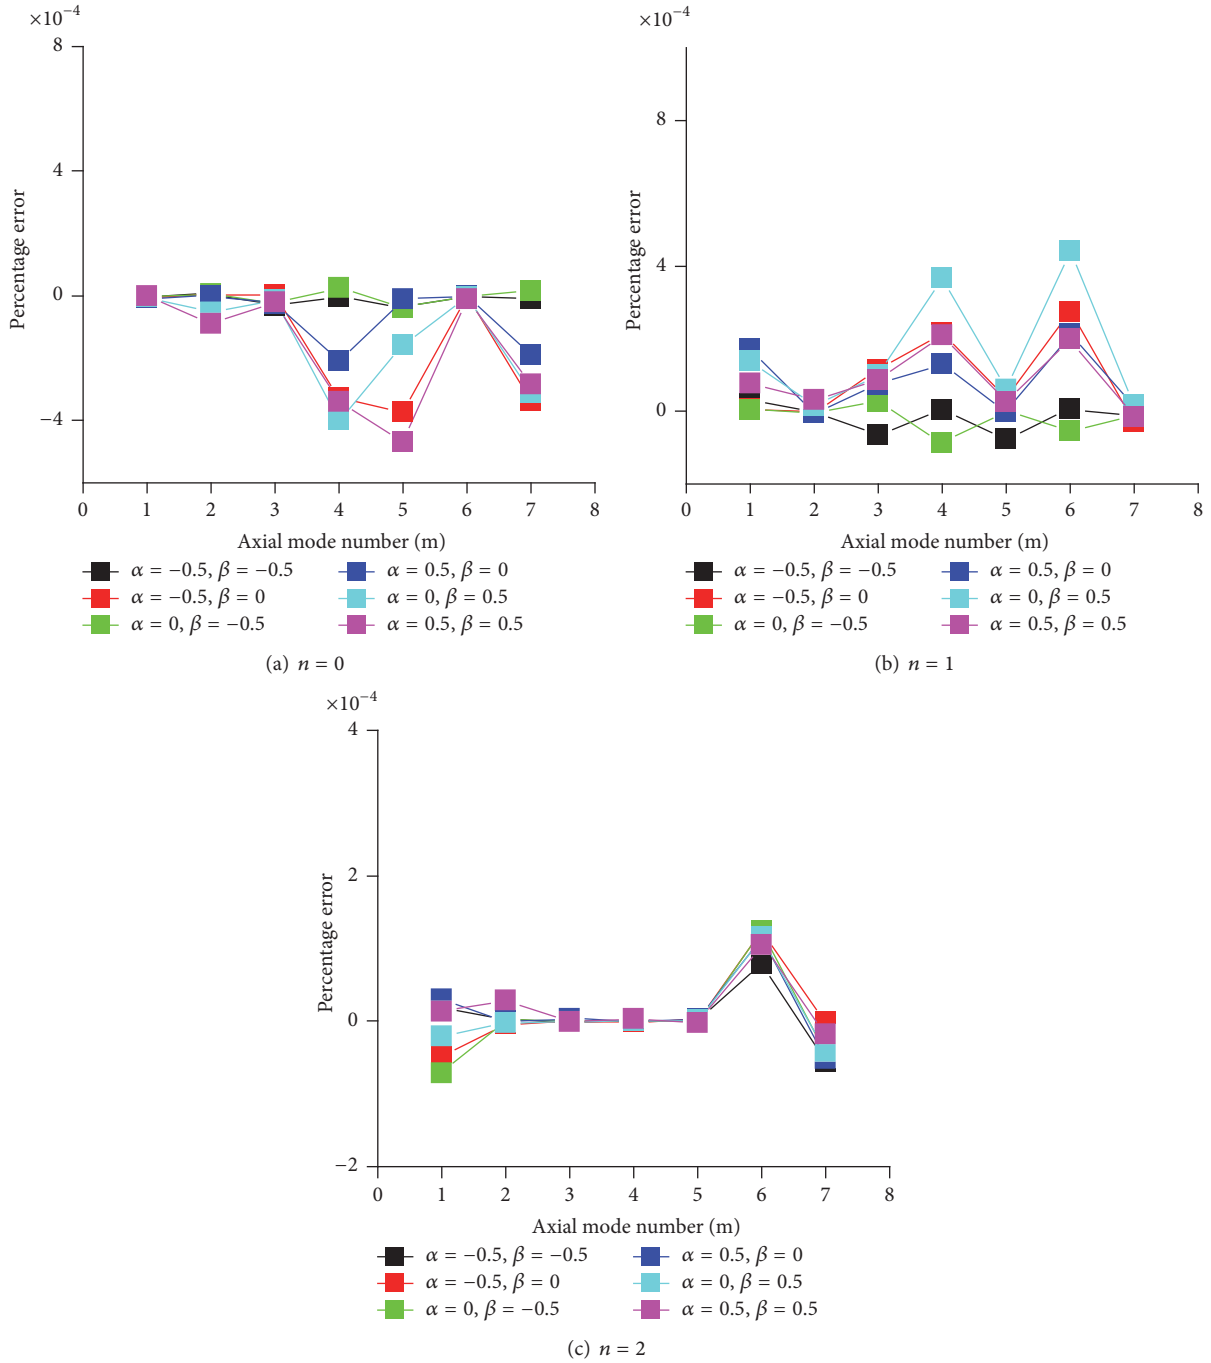 ×10⁻⁴
8
4
0
−4
Percentage error
0 1 2 3 4 5 6 7 8
Axial mode number (m)
α = −0.5, β = −0.5
α = −0.5, β = 0
α = 0, β = −0.5
α = 0.5, β = 0
α = 0, β = 0.5
α = 0.5, β = 0.5
(a) n = 0
×10⁻⁴
8
4
0
Percentage error
0 1 2 3 4 5 6 7 8
Axial mode number (m)
α = −0.5, β = −0.5
α = −0.5, β = 0
α = 0, β = −0.5
α = 0.5, β = 0
α = 0, β = 0.5
α = 0.5, β = 0.5
(b) n = 1
×10⁻⁴
4
2
0
−2
Percentage error
0 1 2 3 4 5 6 7 8
Axial mode number (m)
α = −0.5, β = −0.5
α = −0.5, β = 0
α = 0, β = −0.5
α = 0.5, β = 0
α = 0, β = 0.5
α = 0.5, β = 0.5
(c) n = 2